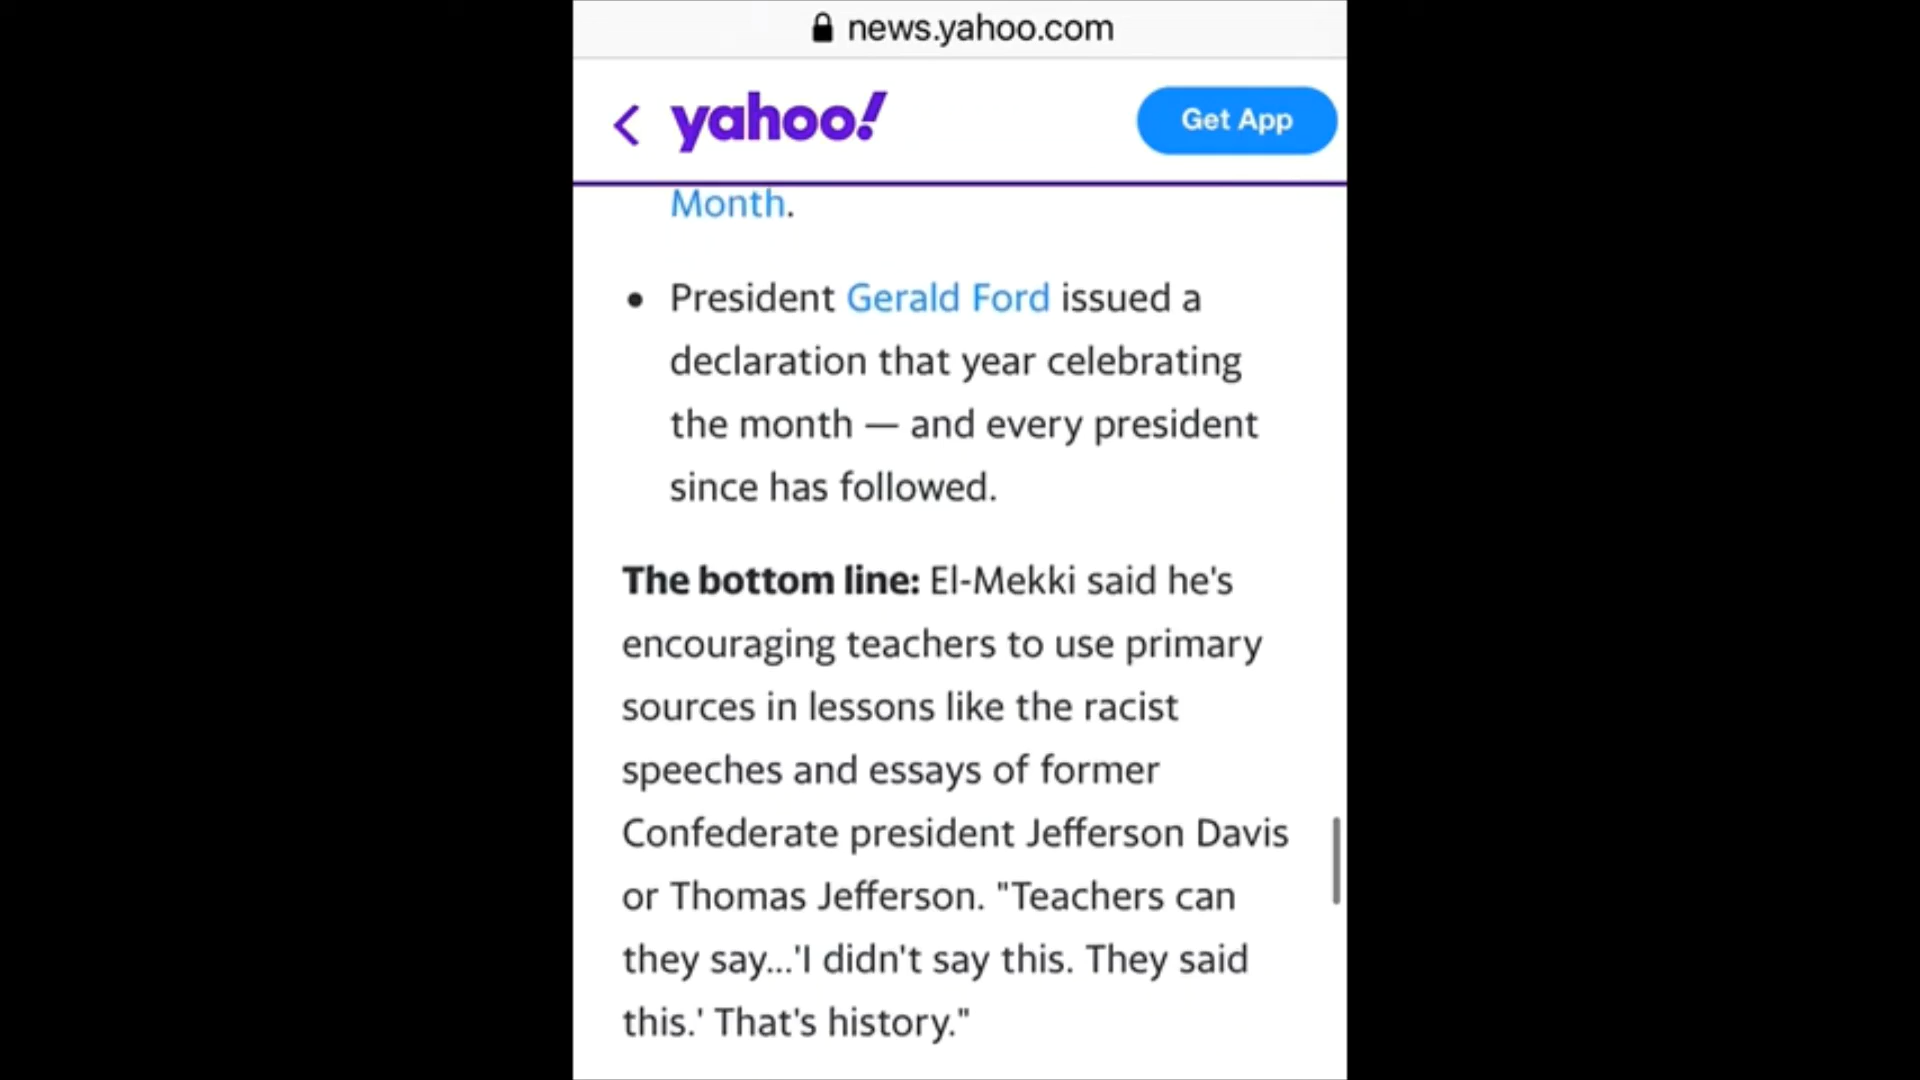 news.yahoo.com
yahoo!
Get App
Month.
• President Gerald Ford issued a
declaration that year celebrating
the month — and every president
since has followed.
The bottom line: El-Mekki said he's
encouraging teachers to use primary
sources in lessons like the racist
speeches and essays of former
Confederate president Jefferson Davis
or Thomas Jefferson. "Teachers can
they say...'I didn't say this. They said
this.' That's history."